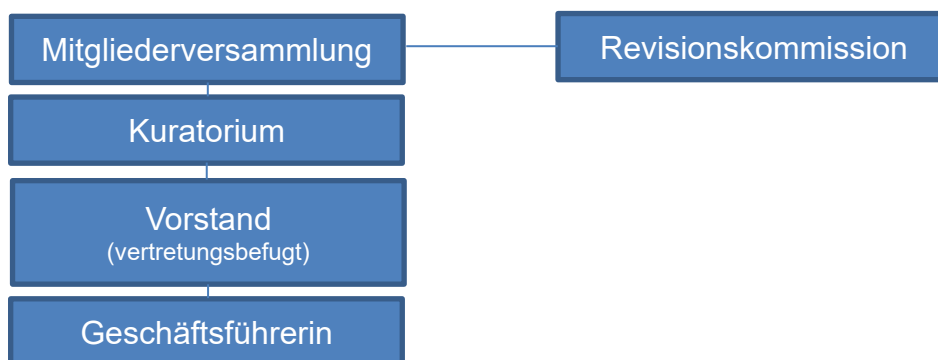 Mitgliederversammlung
Revisionskommission
Kuratorium
Vorstand
(vertretungsbefugt)
Geschäftsführerin